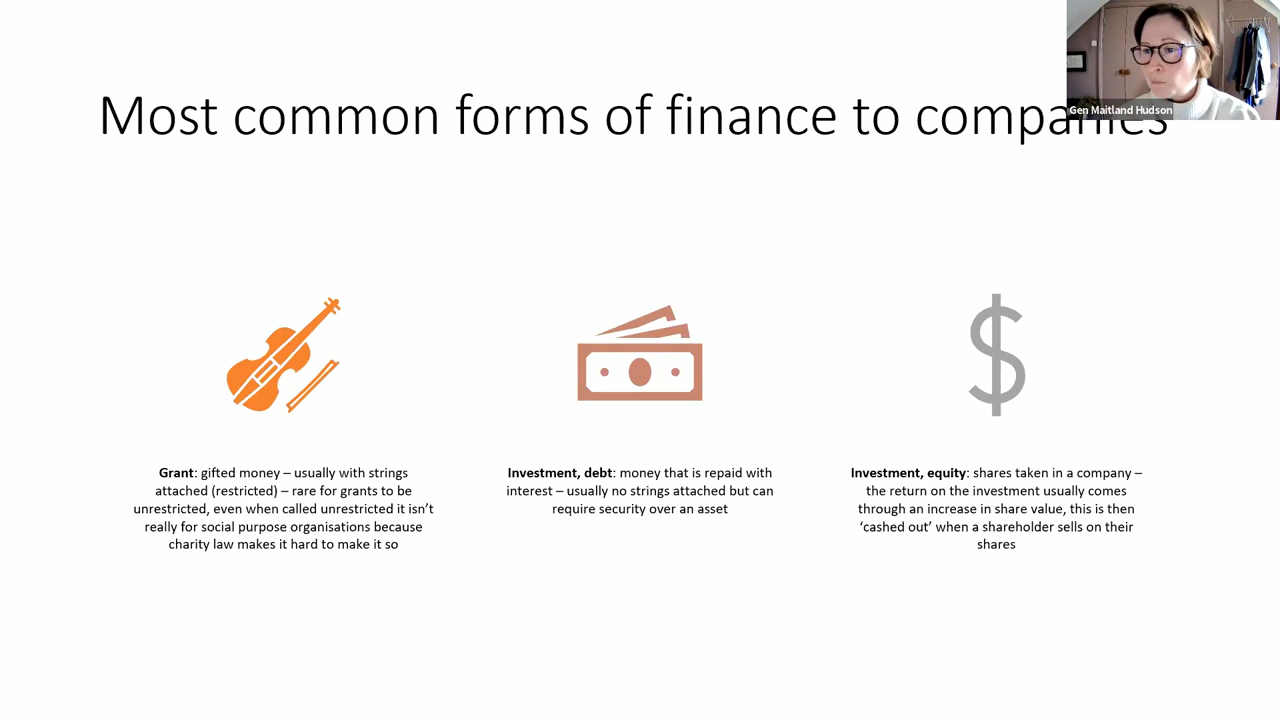 Most common forms of finance to companies
Gen Maitland Hudson
Grant: gifted money – usually with strings
attached (restricted) – rare for grants to be
unrestricted, even when called unrestricted it isn’t
really for social purpose organisations because
charity law makes it hard to make it so
Investment, debt: money that is repaid with
interest – usually no strings attached but can
require security over an asset
Investment, equity: shares taken in a company –
the return on the investment usually comes
through an increase in share value, this is then
‘cashed out’ when a shareholder sells on their
shares